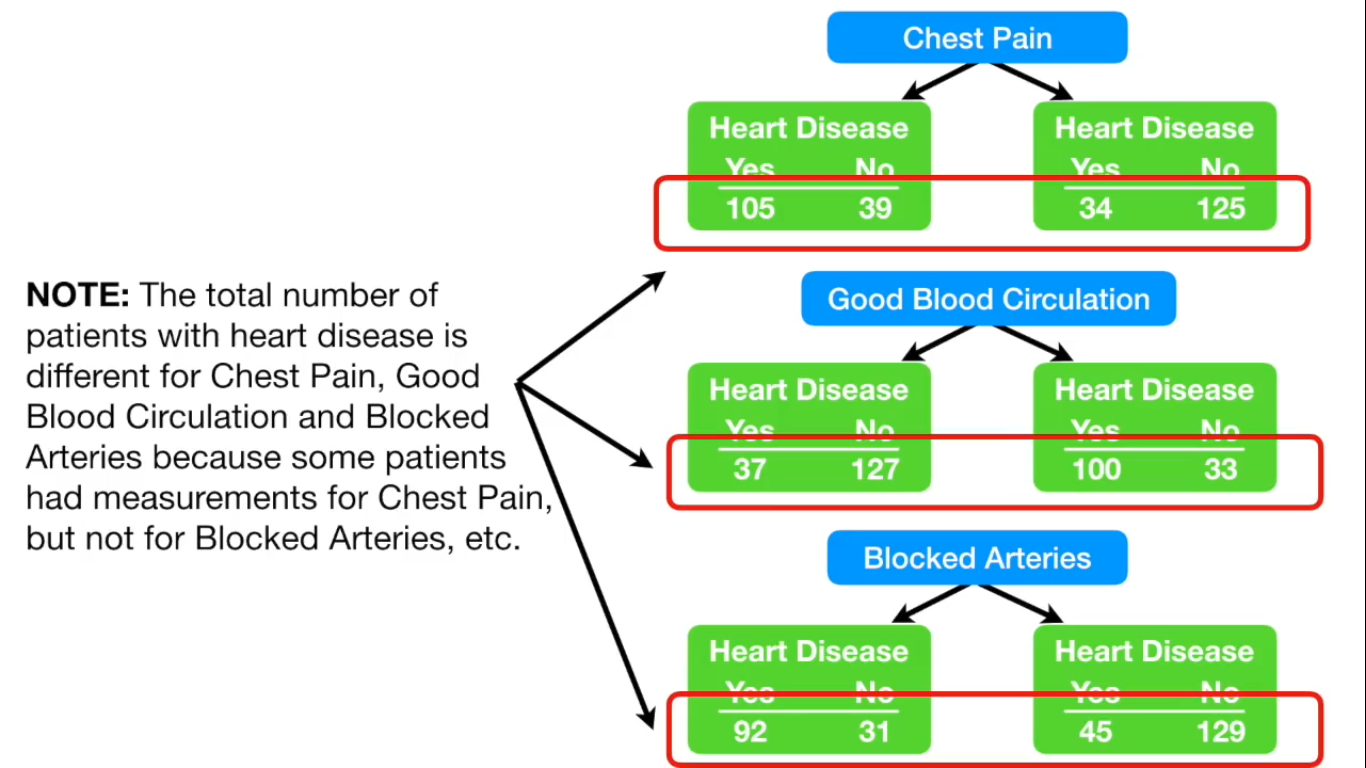 Chest Pain
Heart Disease Heart Disease
Yes No Yes No
105 39 34 125
NOTE: The total number of
patients with heart disease is
different for Chest Pain, Good
Blood Circulation and Blocked
Arteries because some patients
had measurements for Chest Pain,
but not for Blocked Arteries, etc.
Good Blood Circulation
Heart Disease Heart Disease
Yes No Yes No
37 127 100 33
Blocked Arteries
Heart Disease Heart Disease
Yes No Yes No
92 31 45 129